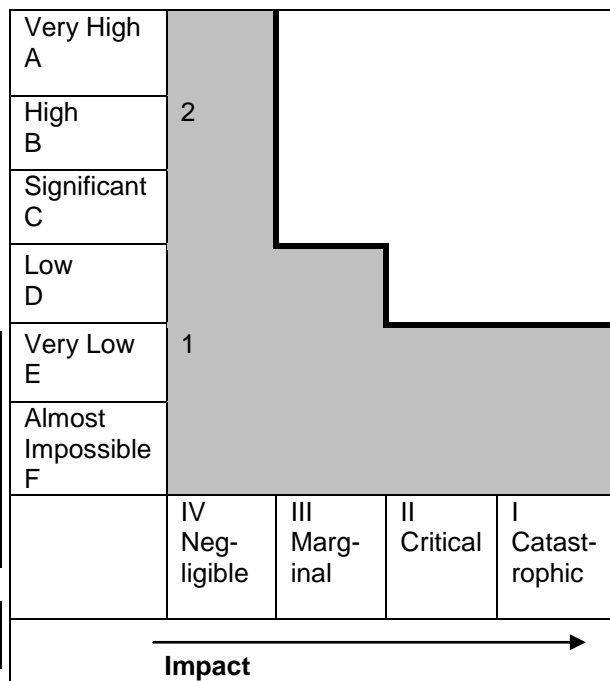 Very High
A
High
B
2
Significant
C
Low
D
Very Low
E
1
Almost
Impossible
F
IV
Neg-
ligible
III
Marg-
inal
II
Critical
I
Catast-
rophic
Impact